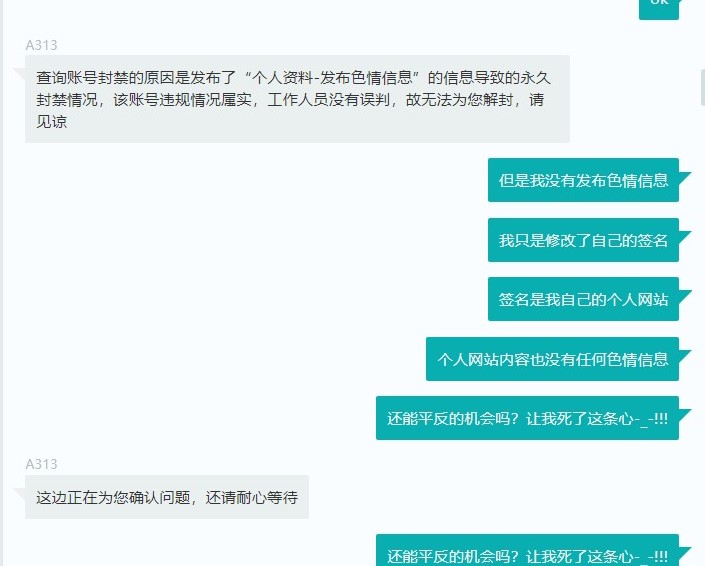 ok
A313
查询账号封禁的原因是发布了“个人资料-发布色情信息”的信息导致的永久
封禁情况，该账号违规情况属实，工作人员没有误判，故无法为您解封，请
见谅
但是我没有发布色情信息
我只是修改了自己的签名
签名是我自己的个人网站
个人网站内容也没有任何色情信息
还能平反的机会吗？让我死了这条心-_-!!!
A313
这边正在为您确认问题，还请耐心等待
还能平反的机会吗？让我死了这条心-_-!!!